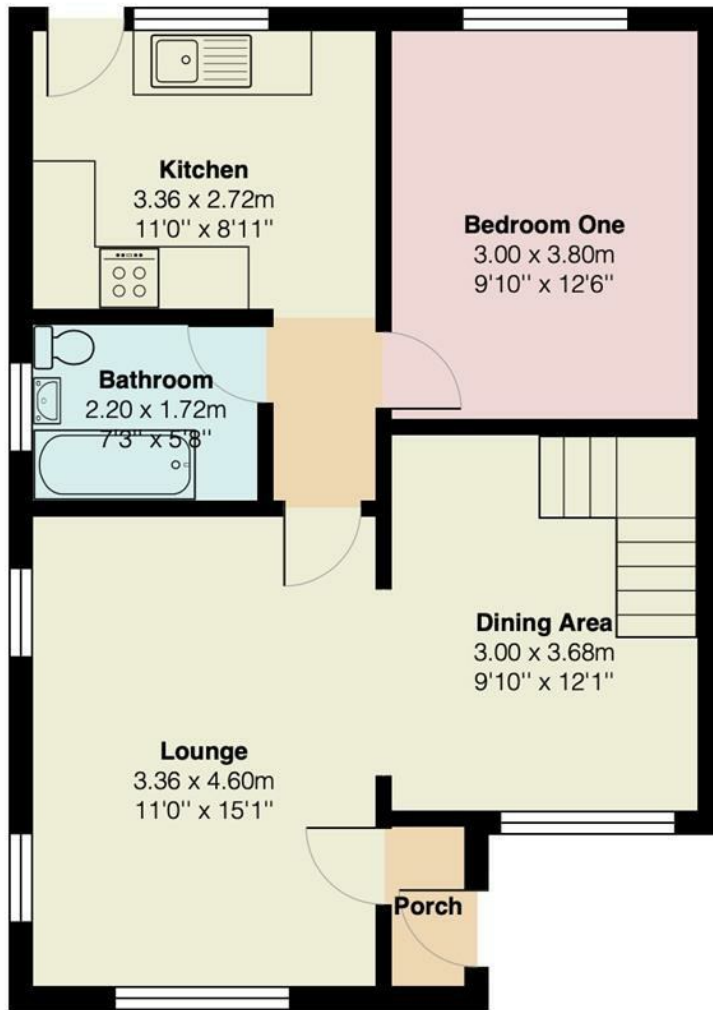 Kitchen
3.36 x 2.72m
11'0'' x 8'11''
Bedroom One
3.00 x 3.80m
9'10'' x 12'6''
Bathroom
2.20 x 1.72m
7'3'' x 5'8''
Dining Area
3.00 x 3.68m
9'10'' x 12'1''
Lounge
3.36 x 4.60m
11'0'' x 15'1''
Porch